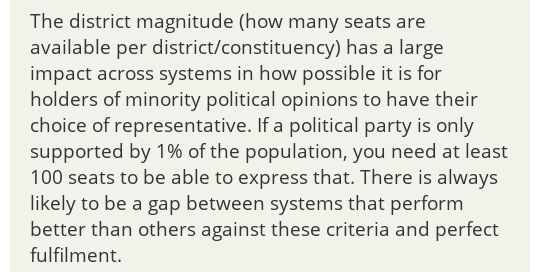 The district magnitude (how many seats are
available per district/constituency) has a large
impact across systems in how possible it is for
holders of minority political opinions to have their
choice of representative. If a political party is only
supported by 1% of the population, you need at least
100 seats to be able to express that. There is always
likely to be a gap between systems that perform
better than others against these criteria and perfect
fulfilment.